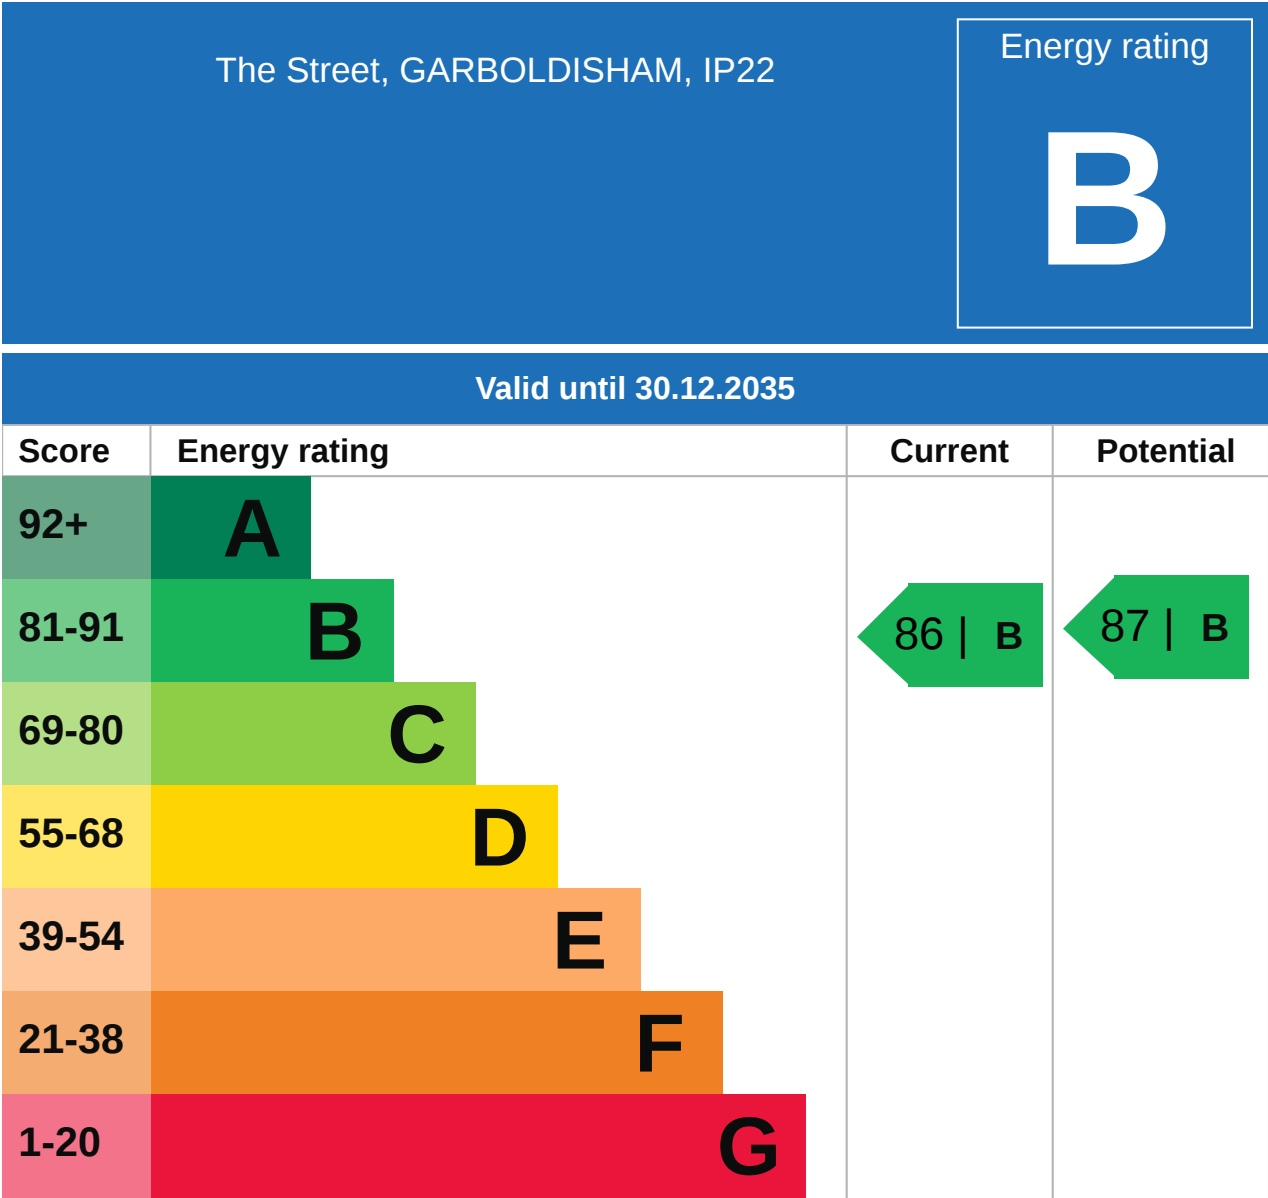 The Street, GARBOLDISHAM, IP22
Energy rating
B
Valid until 30.12.2035
Score Energy rating Current Potential
92+ A
81-91 B 86 | B 87 | B
69-80 C
55-68 D
39-54 E
21-38 F
1-20 G